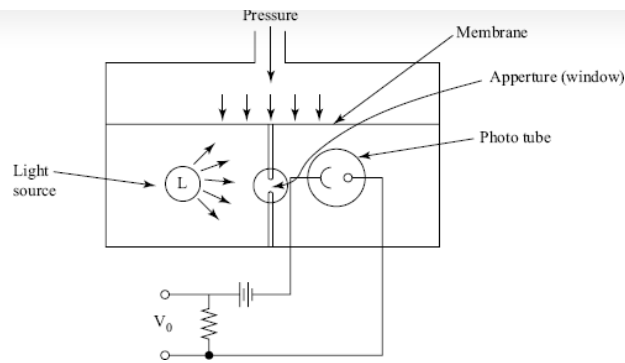 Pressure
Membrane
Apperture (window)
Photo tube
Light
source
L
V0